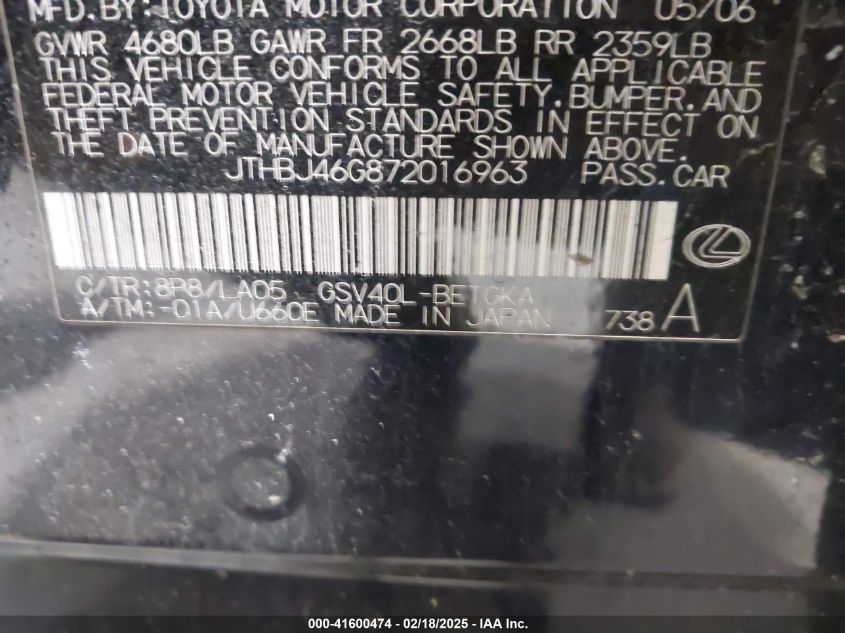 MFD.BY:TOYOTA MOTOR CORPORATION 05/06
GVWR 4680LB GAWR FR 2668LB RR 2359LB
THIS VEHICLE CONFORMS TO ALL APPLICABLE
FEDERAL MOTOR VEHICLE SAFETY,BUMPER,AND
THEFT PREVENTION STANDARDS IN EFFECT ON
THE DATE OF MANUFACTURE SHOWN ABOVE.
JTHBJ46G872016963 PASS.CAR
C/TR:8P8/LA05 GSV40L-BETGKA
A/TM:-01A/U660E MADE IN JAPAN 738 A
000-41600474 - 02/18/2025 - IAA Inc.